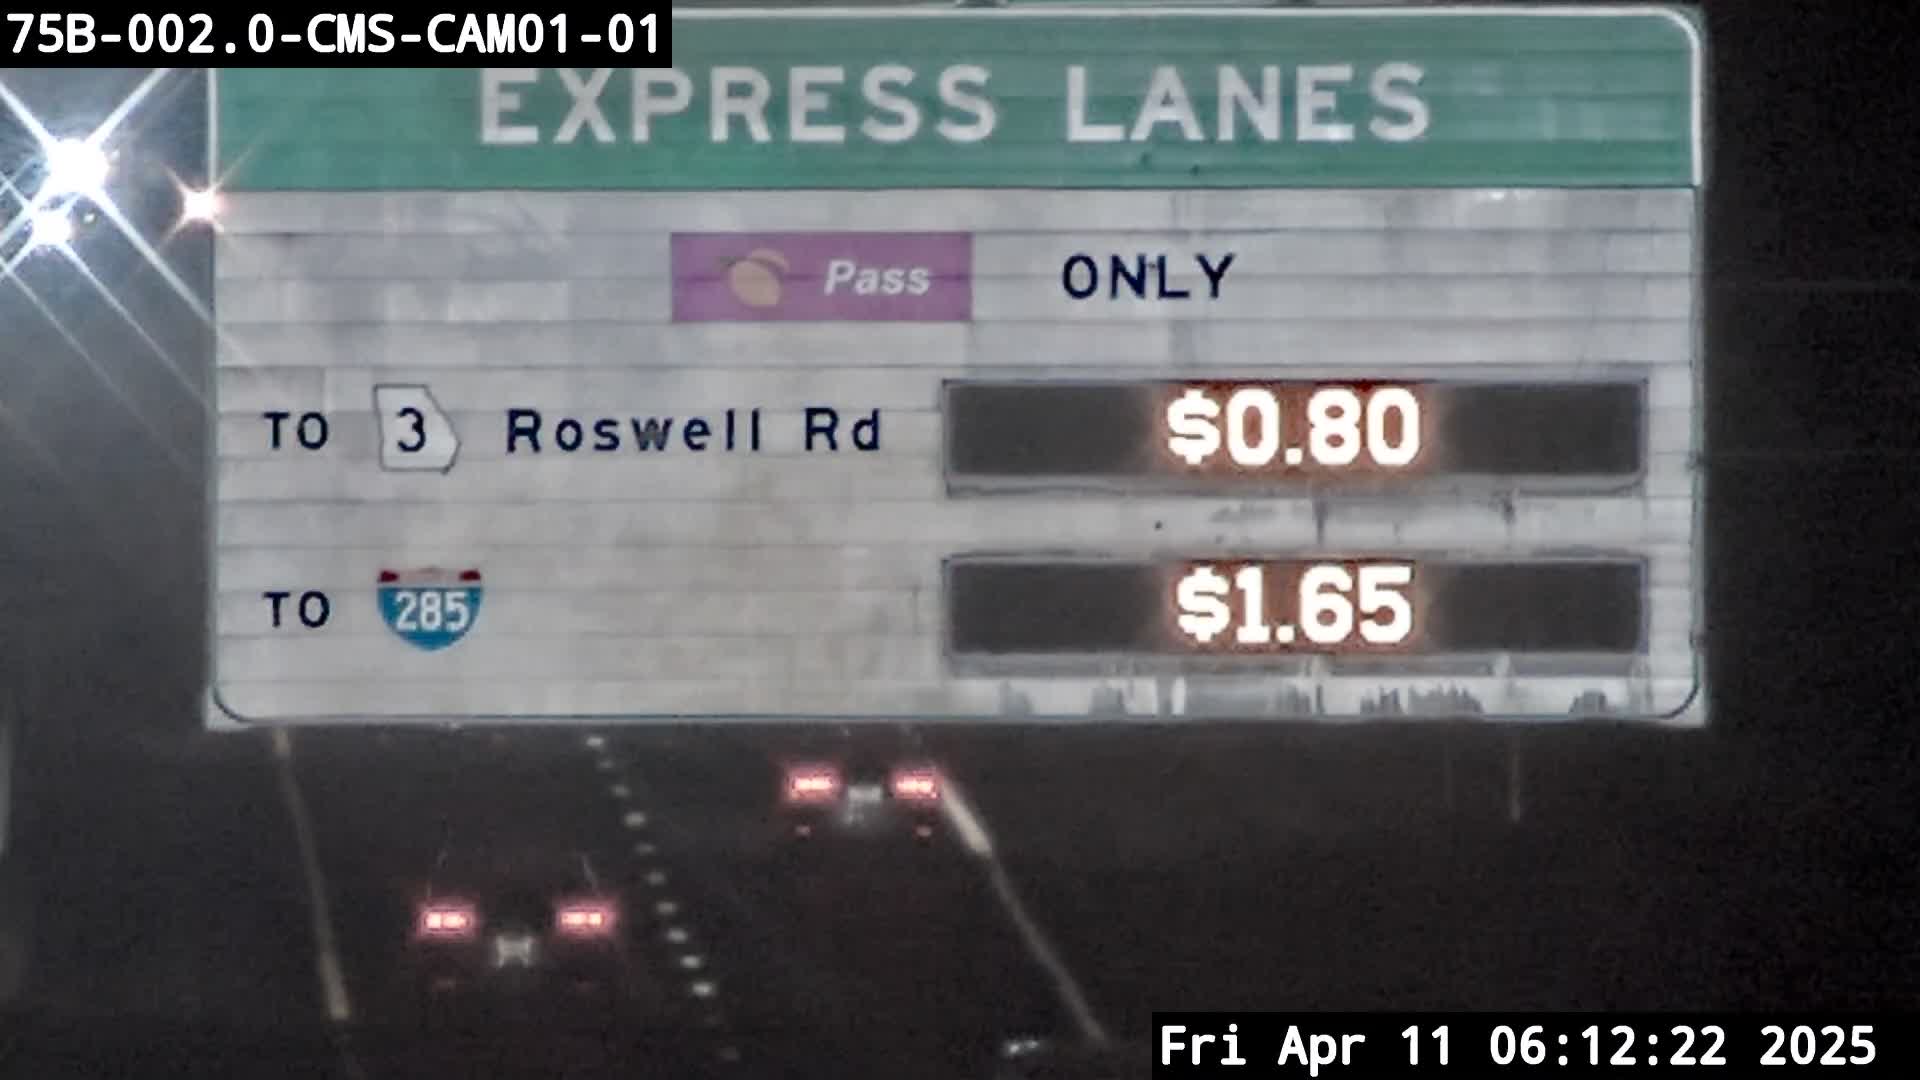 75B-002.0-CMS-CAM01-01
EXPRESS LANES
Pass ONLY
TO 3 Roswell Rd $0.80
TO 285 $1.65
Fri Apr 11 06:12:22 2025